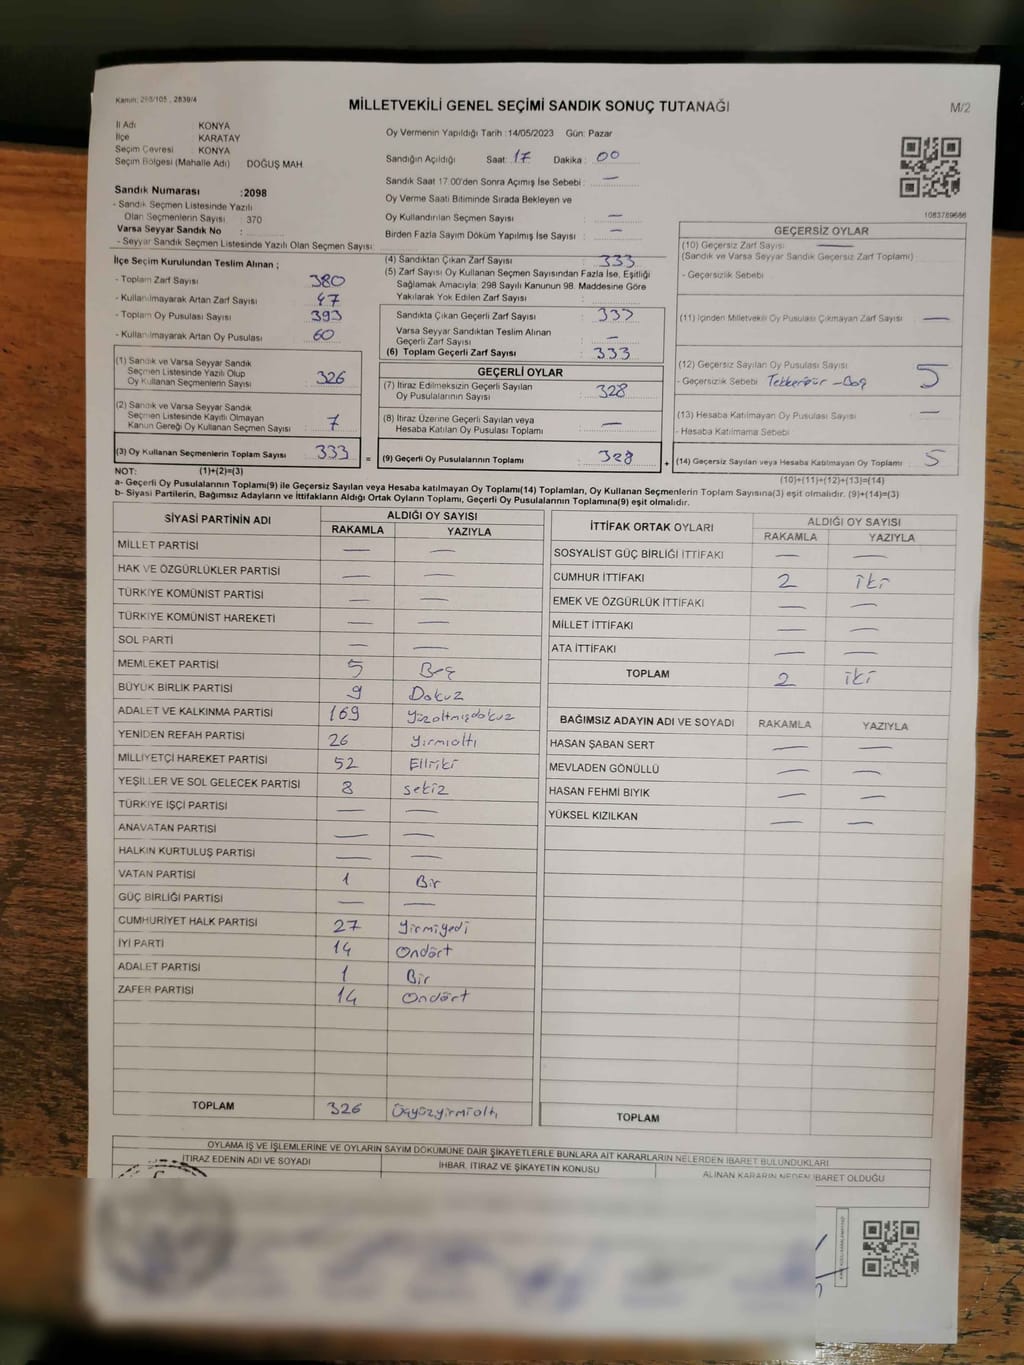 Kanun: 298/105 , 2839/4
MİLLETVEKİLİ GENEL SEÇİMİ SANDIK SONUÇ TUTANAĞI
M/2
İl Adı : KONYA
İlçe : KARATAY
Seçim Çevresi : KONYA
Seçim Bölgesi (Mahalle Adı) DOĞUŞ MAH.
Sandık Numarası :2098
- Sandık Seçmen Listesinde Yazılı
Olan Seçmenlerin Sayısı : 370
Varsa Seyyar Sandık No :
- Seyyar Sandık Seçmen Listesinde Yazılı Olan Seçmen Sayısı:
Oy Vermenin Yapıldığı Tarih :14/05/2023 Gün: Pazar
Sandığın Açıldığı Saat: 17 Dakika : 00
Sandık Saat 17.00'den Sonra Açımış İse Sebebi : —
Oy Verme Saati Bitiminde Sırada Bekleyen ve
Oy Kullandırılan Seçmen Sayısı : —
Birden Fazla Sayım Döküm Yapılmış İse Sayısı : —
1083789686
İlçe Seçim Kurulundan Teslim Alınan ;
- Toplam Zarf Sayısı : 380
- Kullanılmayarak Artan Zarf Sayısı : 47
- Toplam Oy Pusulası Sayısı : 393
- Kullanılmayarak Artan Oy Pusulası : 60
(1) Sandık ve Varsa Seyyar Sandık
Seçmen Listesinde Yazılı Olup
Oy Kullanan Seçmenlerin Sayısı : 326
(2) Sandık ve Varsa Seyyar Sandık
Seçmen Listesinde Kayıtlı Olmayan
Kanun Gereği Oy Kullanan Seçmen Sayısı : 7
(3) Oy Kullanan Seçmenlerin Toplam Sayısı : 333
(4) Sandıktan Çıkan Zarf Sayısı : 333
(5) Zarf Sayısı Oy Kullanan Seçmen Sayısından Fazla İse, Eşitliği
Sağlamak Amacıyla; 298 Sayılı Kanunun 98. Maddesine Göre
Yakılarak Yok Edilen Zarf Sayısı :
Sandıkta Çıkan Geçerli Zarf Sayısı : 333
Varsa Seyyar Sandıktan Teslim Alınan
Geçerli Zarf Sayısı : —
(6) Toplam Geçerli Zarf Sayısı : 333
GEÇERLİ OYLAR
(7) İtiraz Edilmeksizin Geçerli Sayılan
Oy Pusulalarının Sayısı : 328
(8) İtiraz Üzerine Geçerli Sayılan veya
Hesaba Katılan Oy Pusulası Toplamı : —
= (9) Geçerli Oy Pusulalarının Toplamı : 328 +
GEÇERSİZ OYLAR
(10) Geçersiz Zarf Sayısı : —
(Sandık ve Varsa Seyyar Sandık Geçersiz Zarf Toplamı)
- Geçersizlik Sebebi
(11) İçinden Milletvekili Oy Pusulası Çıkmayan Zarf Sayısı : —
(12) Geçersiz Sayılan Oy Pusulası Sayısı : 5
- Geçersizlik Sebebi
(13) Hesaba Katılmayan Oy Pusulası Sayısı : —
- Hesaba Katılmama Sebebi
(14) Geçersiz Sayılan veya Hesaba Katılmayan Oy Toplamı : 5
NOT: (1)+(2)=(3)
(10)+(11)+(12)+(13)=(14)
a- Geçerli Oy Pusulalarının Toplamı(9) ile Geçersiz Sayılan veya Hesaba katılmayan Oy Toplamı(14) Toplamları, Oy Kullanan Seçmenlerin Toplam Sayısına(3) eşit olmalıdır. (9)+(14)=(3)
b- Siyasi Partilerin, Bağımsız Adayların ve İttifakların Aldığı Ortak Oyların Toplamı, Geçerli Oy Pusulalarının Toplamına(9) eşit olmalıdır.
SİYASİ PARTİNİN ADI ALDIĞI OY SAYISI
RAKAMLA YAZIYLA
MİLLET PARTİSİ — —
HAK VE ÖZGÜRLÜKLER PARTİSİ — —
TÜRKİYE KOMÜNİST PARTİSİ — —
TÜRKİYE KOMÜNİST HAREKETİ — —
SOL PARTİ — —
MEMLEKET PARTİSİ 5 Beş
BÜYÜK BİRLİK PARTİSİ 9 Dokuz
ADALET VE KALKINMA PARTİSİ 169 Yüzaltmışdokuz
YENİDEN REFAH PARTİSİ 26 Yirmialtı
MİLLİYETÇİ HAREKET PARTİSİ 52 Elliiki
YEŞİLLER VE SOL GELECEK PARTİSİ 8 sekiz
TÜRKİYE İŞÇİ PARTİSİ — —
ANAVATAN PARTİSİ — —
HALKIN KURTULUŞ PARTİSİ — —
VATAN PARTİSİ 1 Bir
GÜÇ BİRLİĞİ PARTİSİ — —
CUMHURİYET HALK PARTİSİ 27 Yirmiyedi
İYİ PARTİ 14 Ondört
ADALET PARTİSİ 1 Bir
ZAFER PARTİSİ 14 Ondört
TOPLAM 326 Üçyüzyirmialtı
İTTİFAK ORTAK OYLARI ALDIĞI OY SAYISI
RAKAMLA YAZIYLA
SOSYALİST GÜÇ BİRLİĞİ İTTİFAKI — —
CUMHUR İTTİFAKI 2 iki
EMEK VE ÖZGÜRLÜK İTTİFAKI — —
MİLLET İTTİFAKI — —
ATA İTTİFAKI — —
TOPLAM 2 iki
BAĞIMSIZ ADAYIN ADI VE SOYADI RAKAMLA YAZIYLA
HASAN ŞABAN SERT — —
MEVLADEN GÖNÜLLÜ — —
HASAN FEHMİ BIYIK — —
YÜKSEL KIZILKAN — —
TOPLAM
OYLAMA İŞ VE İŞLEMLERİNE VE OYLARIN SAYIM DÖKÜMÜNE DAİR ŞİKAYETLERLE BUNLARA AİT KARARLARIN NELERDEN İBARET BULUNDUKLARI
İTİRAZ EDENİN ADI VE SOYADI İHBAR, İTİRAZ VE ŞİKAYETİN KONUSU ALINAN KARARIN NEDEN İBARET OLDUĞU